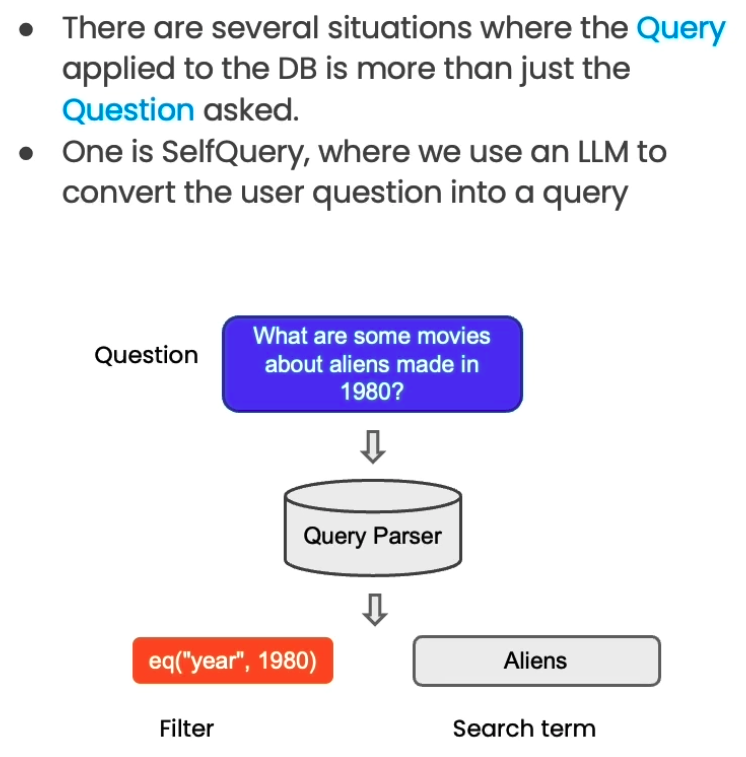 • There are several situations where the Query
applied to the DB is more than just the
Question asked.
• One is SelfQuery, where we use an LLM to
convert the user question into a query
Question
What are some movies
about aliens made in
1980?
Query Parser
eq("year", 1980)
Aliens
Filter
Search term